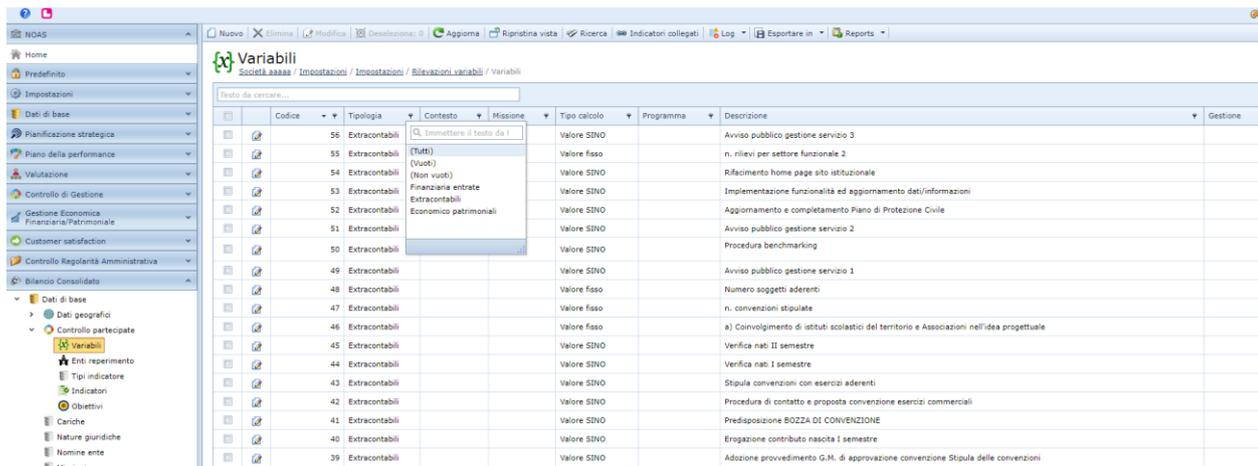 NOAS
Nuovo Elimina Modifica Deseleziona: 0 Aggiorna Ripristina vista Ricerca Indicatori collegati Log Esportare in Reports
Home
Predefinito
Impostazioni
Dati di base
Pianificazione strategica
Piano della performance
Valutazione
Controllo di Gestione
Gestione Economica
Finanziaria/Patrimoniale
Customer satisfaction
Controllo Regolarità Amministrativa
Bilancio Consolidato
Dati di base
Dati geografici
Controllo partecipate
{x} Variabili
Enti reperimento
Tipi indicatore
Indicatori
Obiettivi
Cariche
Nature giuridiche
Nomine ente
{x} Variabili
Società aaaaa / Impostazioni / Impostazioni / Rilevazioni variabili / Variabili
Testo da cercare...
Codice Tipologia Contesto Missione Tipo calcolo Programma Descrizione Gestione
56 Extracontabili Valore SINO Avviso pubblico gestione servizio 3
55 Extracontabili Valore fisso n. rilievi per settore funzionale 2
54 Extracontabili Valore SINO Rifacimento home page sito istituzionale
53 Extracontabili Valore SINO Implementazione funzionalità ed aggiornamento dati/informazioni
52 Extracontabili Valore SINO Aggiornamento e completamento Piano di Protezione Civile
51 Extracontabili Valore SINO Avviso pubblico gestione servizio 2
50 Extracontabili Valore SINO Procedura benchmarking
49 Extracontabili Valore SINO Avviso pubblico gestione servizio 1
48 Extracontabili Valore fisso Numero soggetti aderenti
47 Extracontabili Valore fisso n. convenzioni stipulate
46 Extracontabili Valore fisso a) Coinvolgimento di istituti scolastici del territorio e Associazioni nell'idea progettuale
45 Extracontabili Valore SINO Verifica nati II semestre
44 Extracontabili Valore SINO Verifica nati I semestre
43 Extracontabili Valore SINO Stipula convenzioni con esercizi aderenti
42 Extracontabili Valore SINO Procedura di contatto e proposta convenzione esercizi commerciali
41 Extracontabili Valore SINO Predisposizione BOZZA DI CONVENZIONE
40 Extracontabili Valore SINO Erogazione contributo nascita I semestre
39 Extracontabili Valore SINO Adozione provvedimento G.M. di approvazione convenzione Stipula delle convenzioni
Immettere il testo da
(Tutti)
(Vuoti)
(Non vuoti)
Finanziaria entrate
Extracontabili
Economico patrimoniali